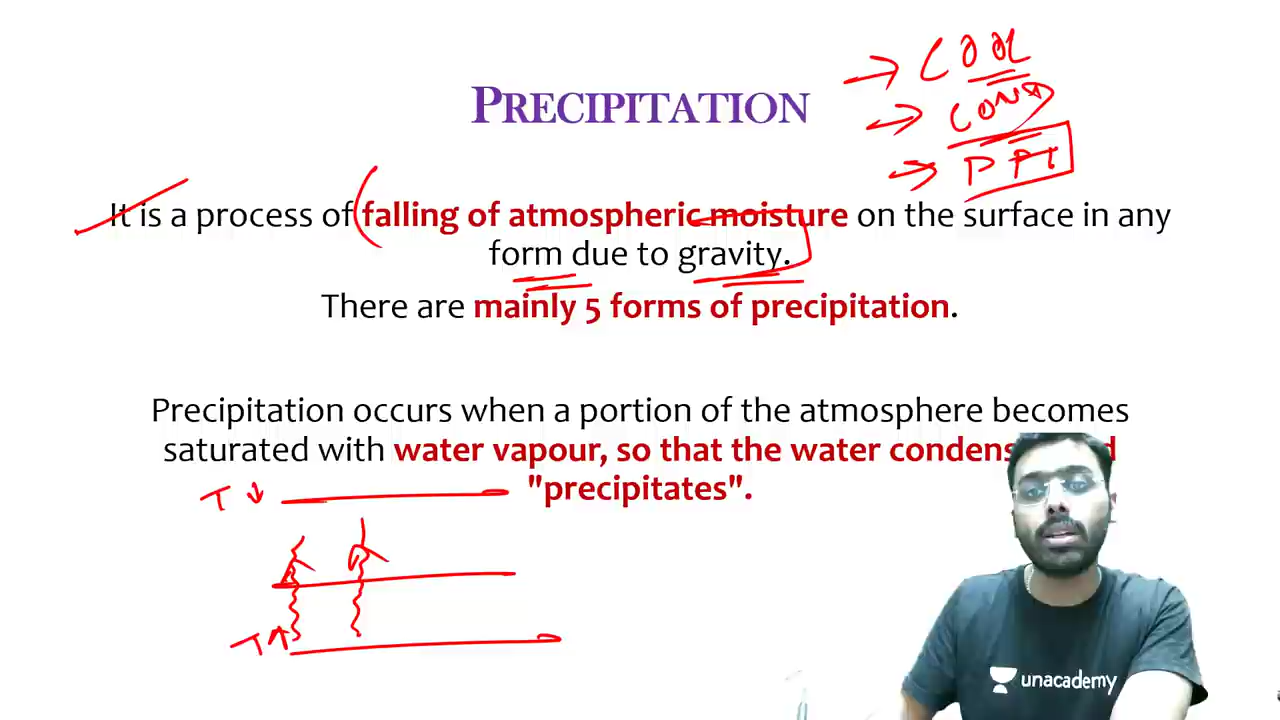 PRECIPITATION
→ COOL
→ COND
→ PPT
It is a process of falling of atmospheric moisture on the surface in any
form due to gravity.
There are mainly 5 forms of precipitation.
Precipitation occurs when a portion of the atmosphere becomes
saturated with water vapour, so that the water
"precipitates".
T ↓
T ↑
unacademy